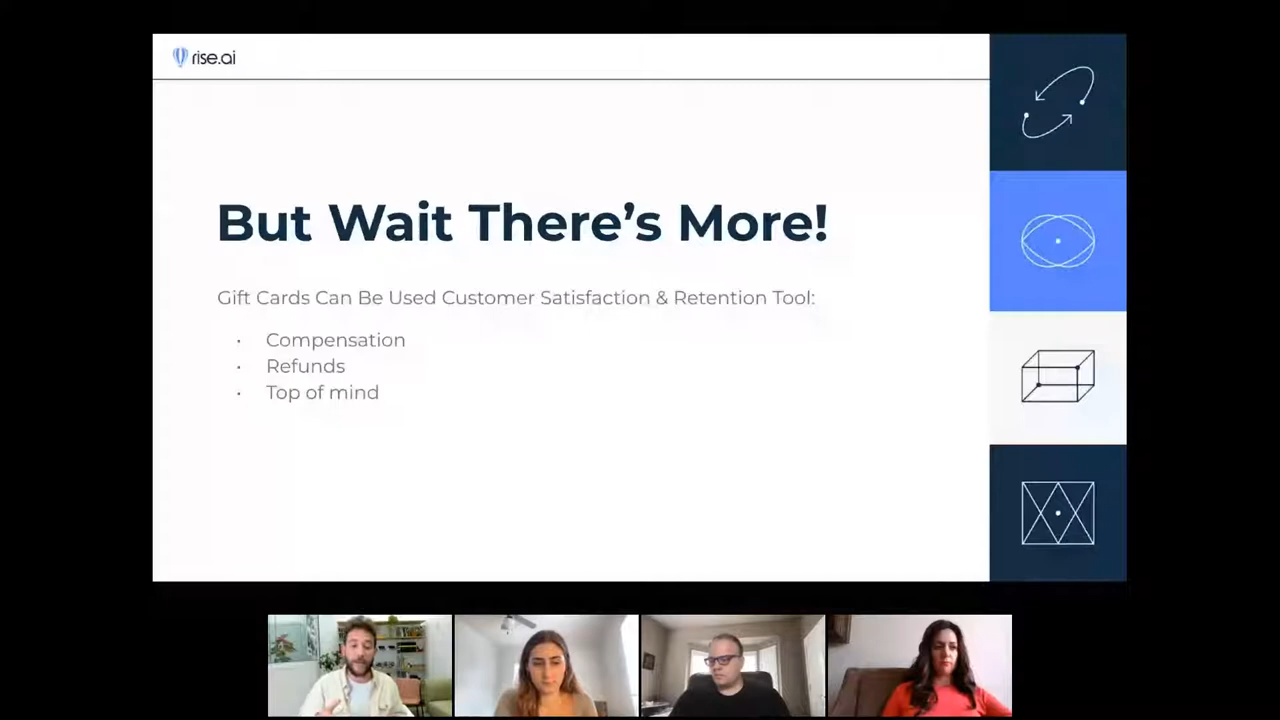 rise.ai
But Wait There's More!
Gift Cards Can Be Used Customer Satisfaction & Retention Tool:
• Compensation
• Refunds
• Top of mind